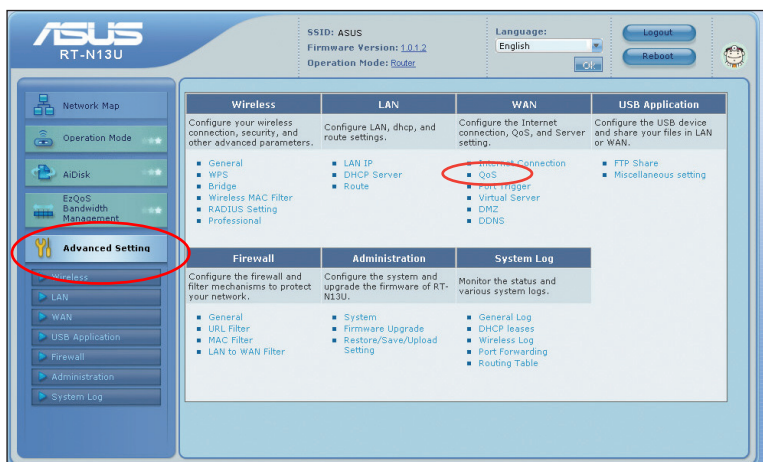 ASUS
RT-N13U
SSID: ASUS
Firmware Version: 1.0.1.2
Operation Mode: Router
Language:
English
Ok
Logout
Reboot
Network Map
Operation Mode
AiDisk
EzQoS
Bandwidth
Management
Advanced Setting
Wireless
LAN
WAN
USB Application
Firewall
Administration
System Log
Wireless
Configure your wireless
connection, security, and
other advanced parameters.
General
WPS
Bridge
Wireless MAC Filter
RADIUS Setting
Professional
LAN
Configure LAN, dhcp, and
route settings.
LAN IP
DHCP Server
Route
WAN
Configure the Internet
connection, QoS, and Server
setting.
Internet Connection
QoS
Port Trigger
Virtual Server
DMZ
DDNS
USB Application
Configure the USB device
and share your files in LAN
or WAN.
FTP Share
Miscellaneous setting
Firewall
Configure the firewall and
filter mechanisms to protect
your network.
General
URL Filter
MAC Filter
LAN to WAN Filter
Administration
Configure the system and
upgrade the firmware of RT-
N13U.
System
Firmware Upgrade
Restore/Save/Upload
Setting
System Log
Monitor the status and
various system logs.
General Log
DHCP leases
Wireless Log
Port Forwarding
Routing Table